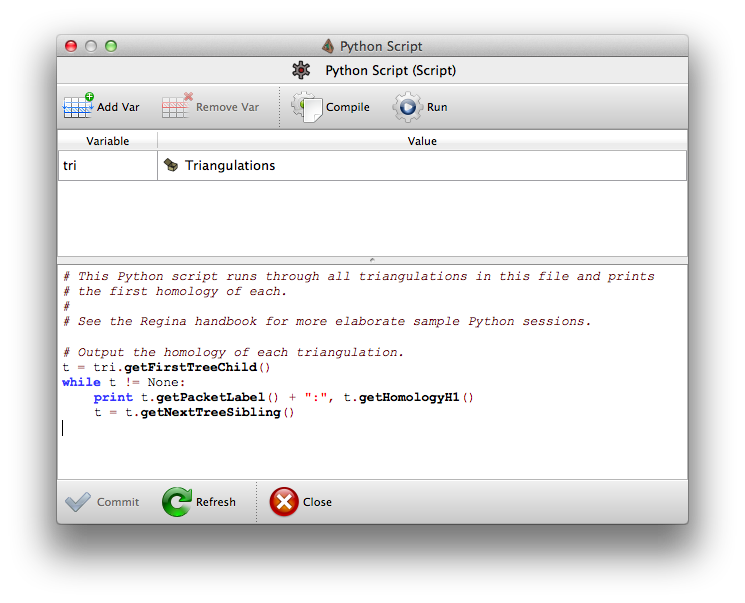 Python Script
Python Script (Script)
Add Var Remove Var Compile Run
Variable Value
tri Triangulations
# This Python script runs through all triangulations in this file and prints
# the first homology of each.
#
# See the Regina handbook for more elaborate sample Python sessions.
# Output the homology of each triangulation.
t = tri.getFirstTreeChild()
while t != None:
    print t.getPacketLabel() + ":", t.getHomologyH1()
    t = t.getNextTreeSibling()
Commit Refresh Close